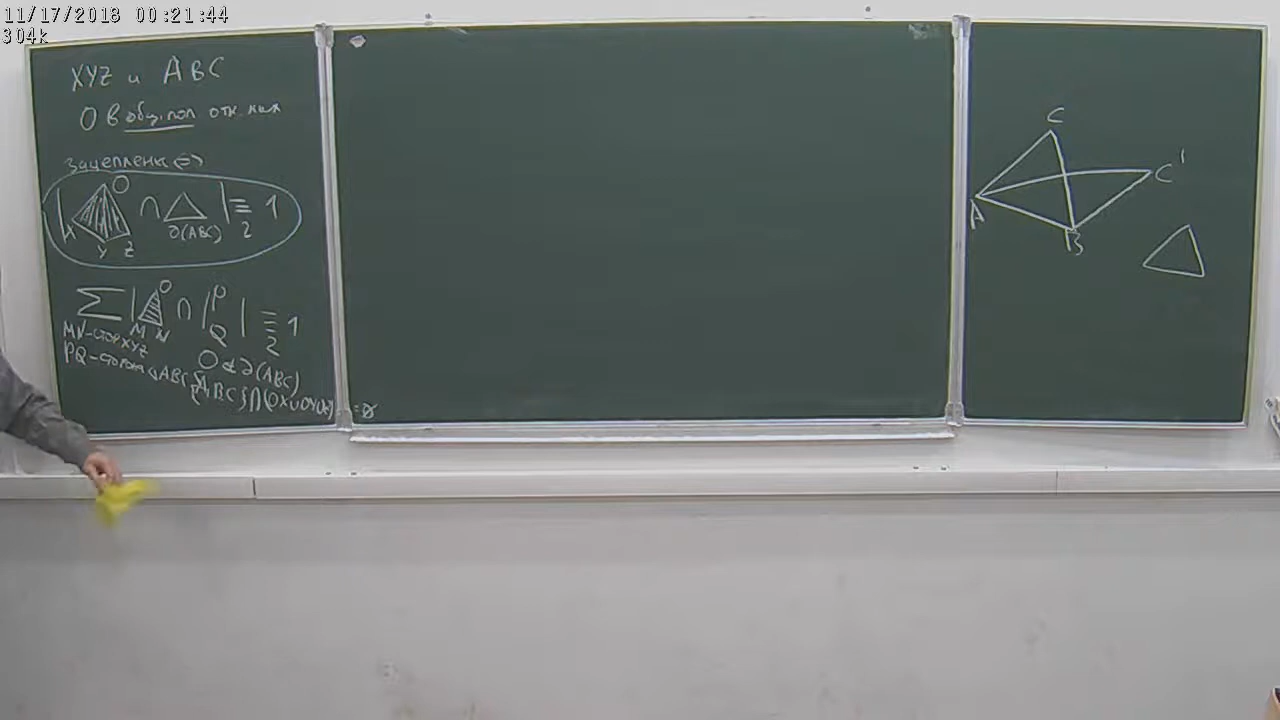 11/17/2018 00:21:44
304k
XYZ и ABC
O в общ. пол отн. них
Зацеплены (=)
| O Y Z ∩ △ ∂(ABC) | ≡ 1
2
∑ | O M N ∩ | P Q | ≡ 1
2
MN-стор XYZ
PQ-сторона ABC
O ∉ ∂(ABC)
C
C'
A
B